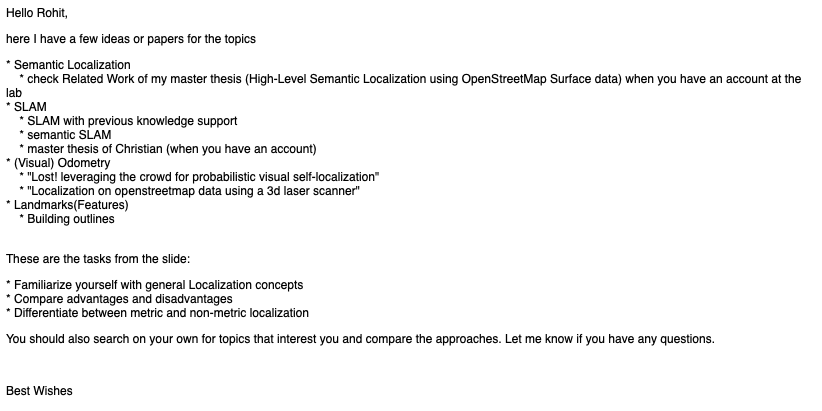 Hello Rohit,
here I have a few ideas or papers for the topics
* Semantic Localization
* check Related Work of my master thesis (High-Level Semantic Localization using OpenStreetMap Surface data) when you have an account at the
lab
* SLAM
* SLAM with previous knowledge support
* semantic SLAM
* master thesis of Christian (when you have an account)
* (Visual) Odometry
* "Lost! leveraging the crowd for probabilistic visual self-localization"
* "Localization on openstreetmap data using a 3d laser scanner"
* Landmarks(Features)
* Building outlines
These are the tasks from the slide:
* Familiarize yourself with general Localization concepts
* Compare advantages and disadvantages
* Differentiate between metric and non-metric localization
You should also search on your own for topics that interest you and compare the approaches. Let me know if you have any questions.
Best Wishes